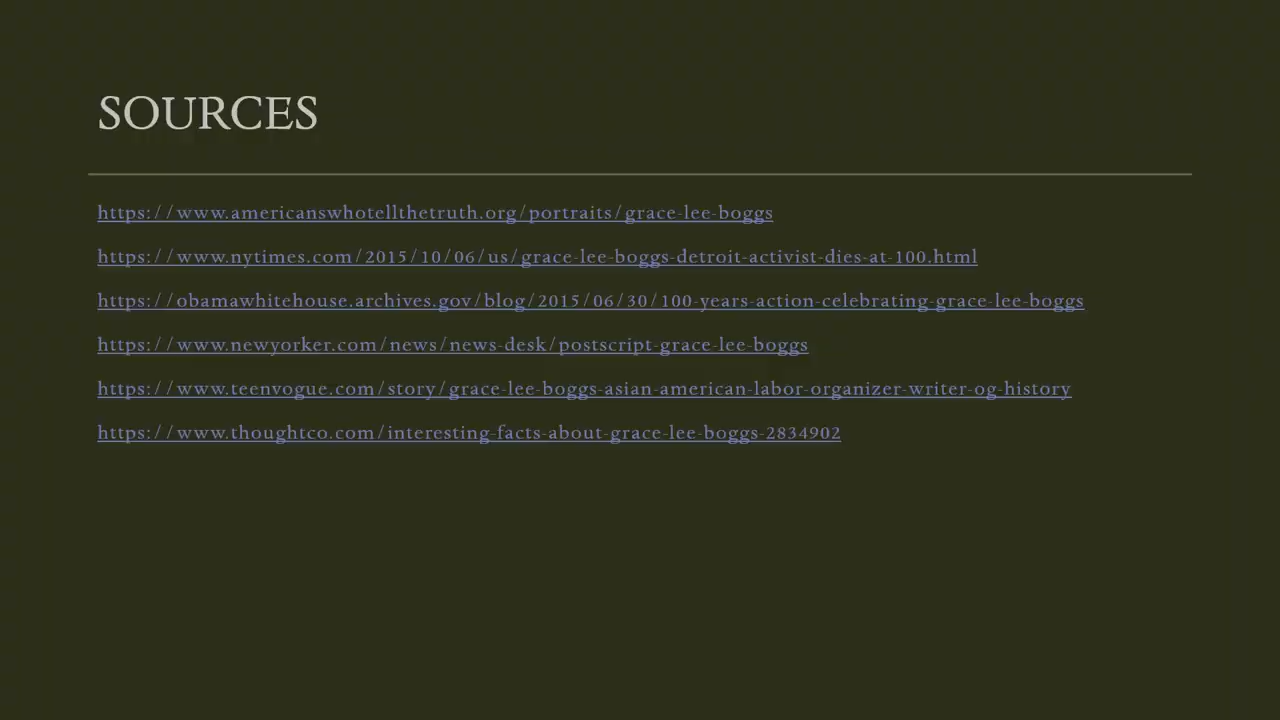 SOURCES
https://www.americanswhotellthetruth.org/portraits/grace-lee-boggs
https://www.nytimes.com/2015/10/06/us/grace-lee-boggs-detroit-activist-dies-at-100.html
https://obamawhitehouse.archives.gov/blog/2015/06/30/100-years-action-celebrating-grace-lee-boggs
https://www.newyorker.com/news/news-desk/postscript-grace-lee-boggs
https://www.teenvogue.com/story/grace-lee-boggs-asian-american-labor-organizer-writer-og-history
https://www.thoughtco.com/interesting-facts-about-grace-lee-boggs-2834902